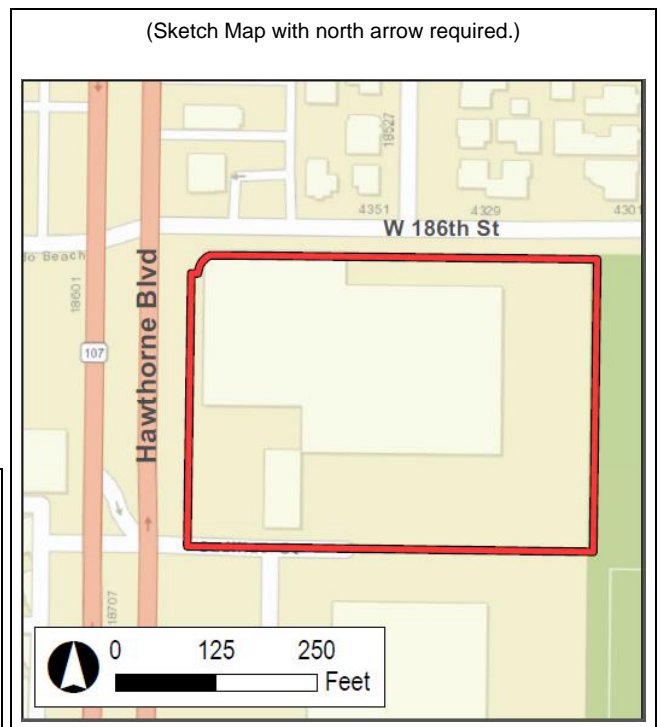 (Sketch Map with north arrow required.)
18527
4351
4329
4301
W 186th St
Beach
18601
107
Hawthorne Blvd
18707
0 125 250
Feet